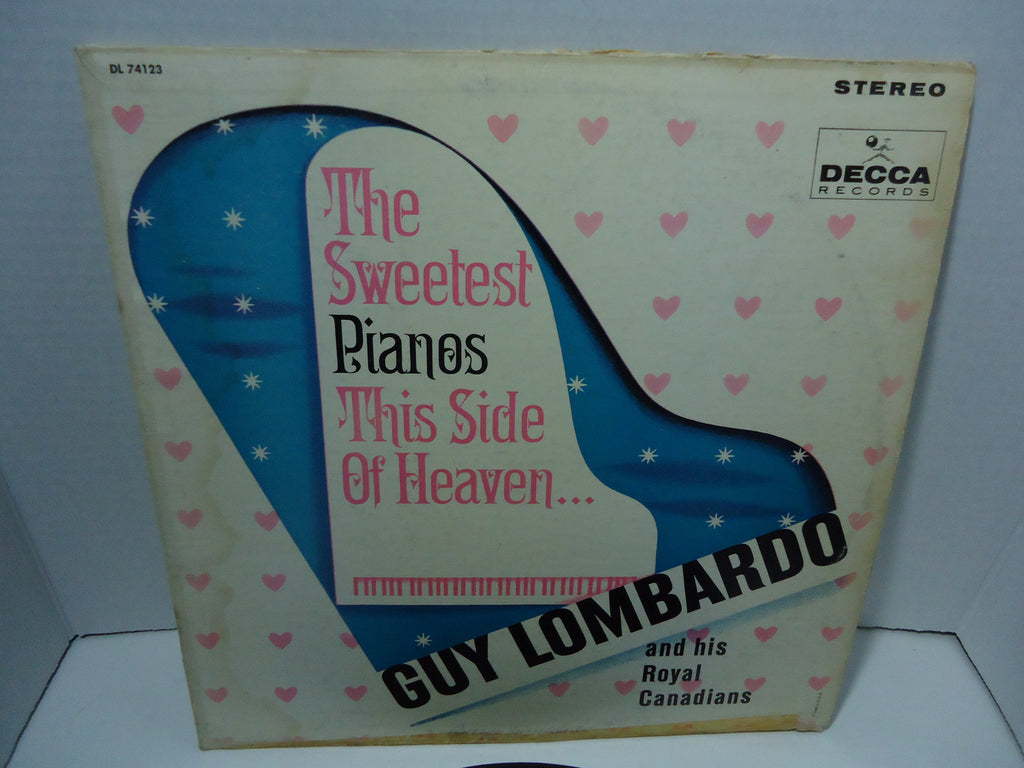 DL 74123
STEREO
DECCA
RECORDS
The
Sweetest
Pianos
This Side
Of Heaven...
GUY LOMBARDO
and his
Royal
Canadians